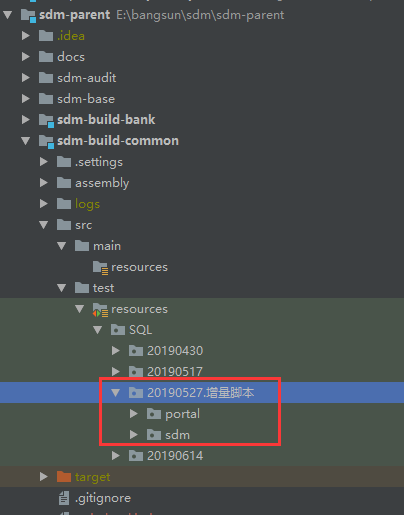 sdm-parent E:\bangsun\sdm\sdm-parent
.idea
docs
sdm-audit
sdm-base
sdm-build-bank
sdm-build-common
.settings
assembly
logs
src
main
resources
test
resources
SQL
20190430
20190517
20190527.增量脚本
portal
sdm
20190614
target
.gitignore